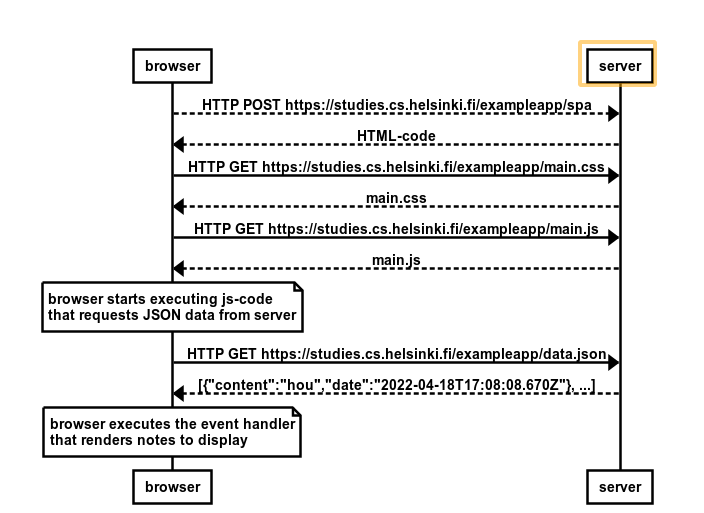 browser
server
HTTP POST https://studies.cs.helsinki.fi/exampleapp/spa
HTML-code
HTTP GET https://studies.cs.helsinki.fi/exampleapp/main.css
main.css
HTTP GET https://studies.cs.helsinki.fi/exampleapp/main.js
main.js
browser starts executing js-code
that requests JSON data from server
HTTP GET https://studies.cs.helsinki.fi/exampleapp/data.json
[{"content":"hou","date":"2022-04-18T17:08:08.670Z"}, ...]
browser executes the event handler
that renders notes to display
browser
server